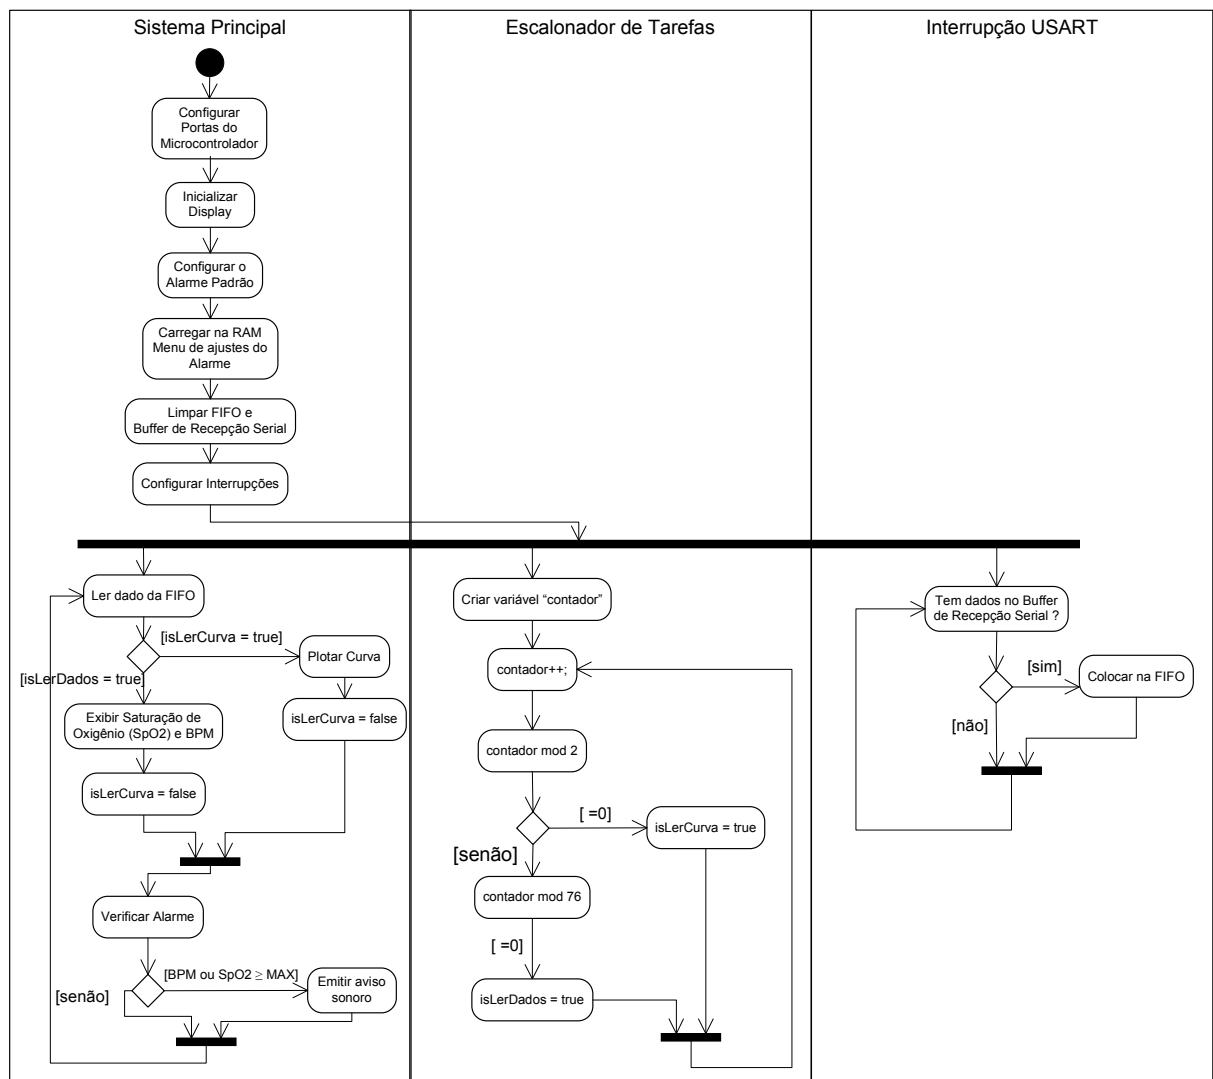 Sistema Principal
Escalonador de Tarefas
Interrupção USART
Configurar
Portas do
Microcontrolador
Inicializar
Display
Configurar o
Alarme Padrão
Carregar na RAM
Menu de ajustes do
Alarme
Limpar FIFO e
Buffer de Recepção Serial
Configurar Interrupções
Ler dado da FIFO
[isLerCurva = true]
Plotar Curva
isLerCurva = false
[isLerDados = true]
Exibir Saturação de
Oxigênio (SpO2) e BPM
isLerCurva = false
Verificar Alarme
[BPM ou SpO2 ≥ MAX]
Emitir aviso
sonoro
[senão]
Criar variável “contador”
contador++;
contador mod 2
[ =0]
isLerCurva = true
[senão]
contador mod 76
[ =0]
isLerDados = true
Tem dados no Buffer
de Recepção Serial ?
[sim]
Colocar na FIFO
[não]